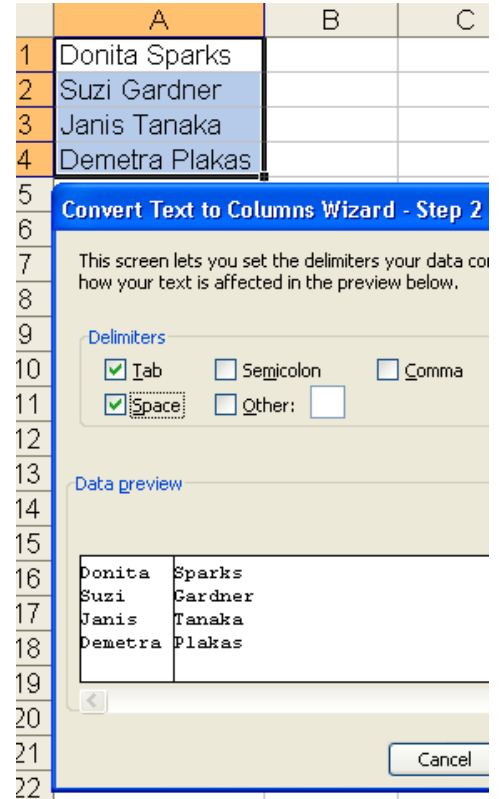 A B C
1 Donita Sparks
2 Suzi Gardner
3 Janis Tanaka
4 Demetra Plakas
5
Convert Text to Columns Wizard - Step 2
6
7 This screen lets you set the delimiters your data
8 how your text is affected in the preview below.
9 Delimiters
10 Tab Semicolon Comma
11 Space Other:
12
13 Data preview
14
15
16 Donita Sparks
Suzi Gardner
17 Janis Tanaka
18 Demetra Plakas
19
20
21 Cancel
22